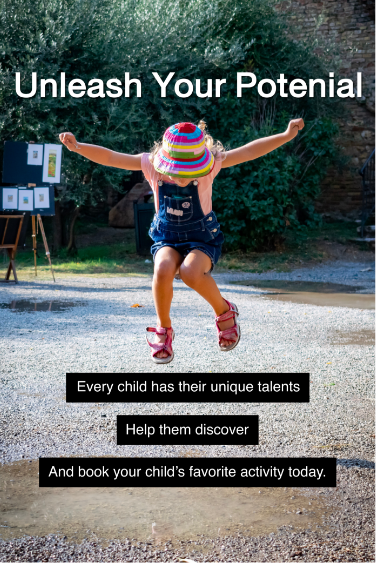 Unleash Your Potenial
Every child has their unique talents
Help them discover
And book your child's favorite activity today.